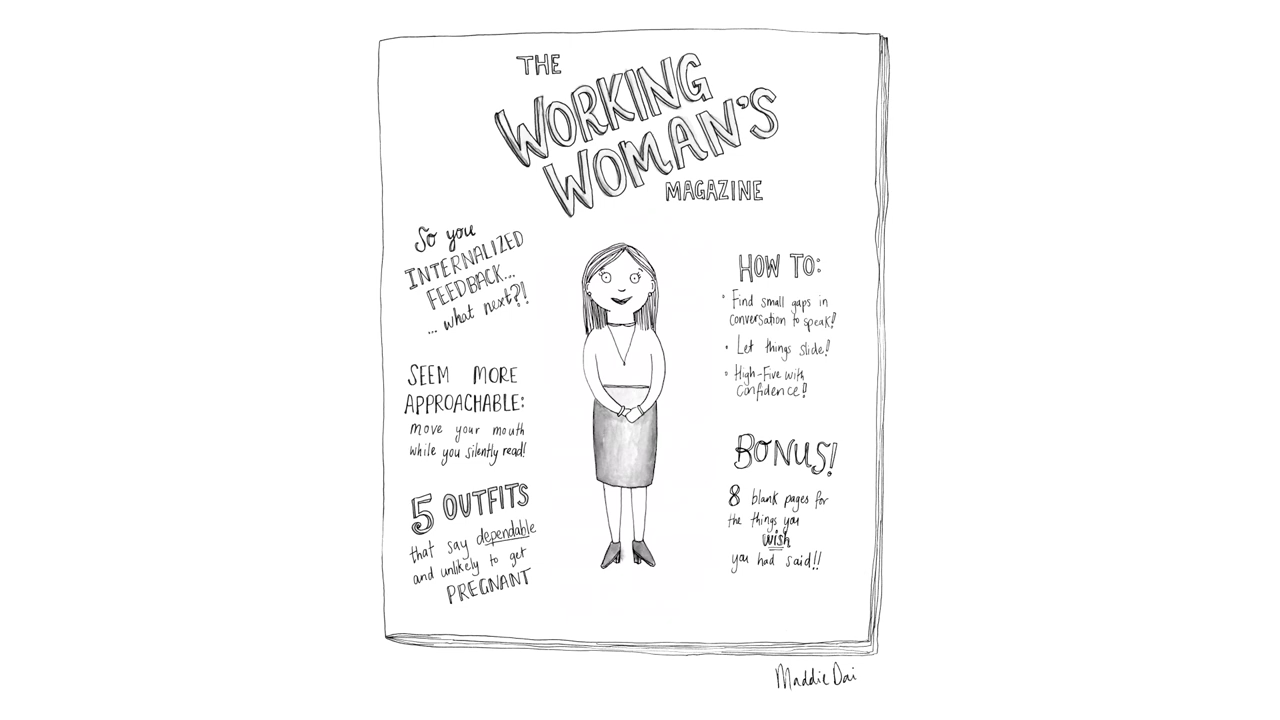 THE
WORKING
WOMAN'S
MAGAZINE
So you
INTERNALIZED
FEEDBACK...
... what next?!
SEEM MORE
APPROACHABLE:
move your mouth
while you silently read!
5 OUTFITS
that say dependable
and unlikely to get
PREGNANT
HOW TO:
• Find small gaps in
conversation to speak!
• Let things slide!
• High-Five with
confidence!
BONUS!
8 blank pages for
the things you
wish
you had said!!
Maddie Dai